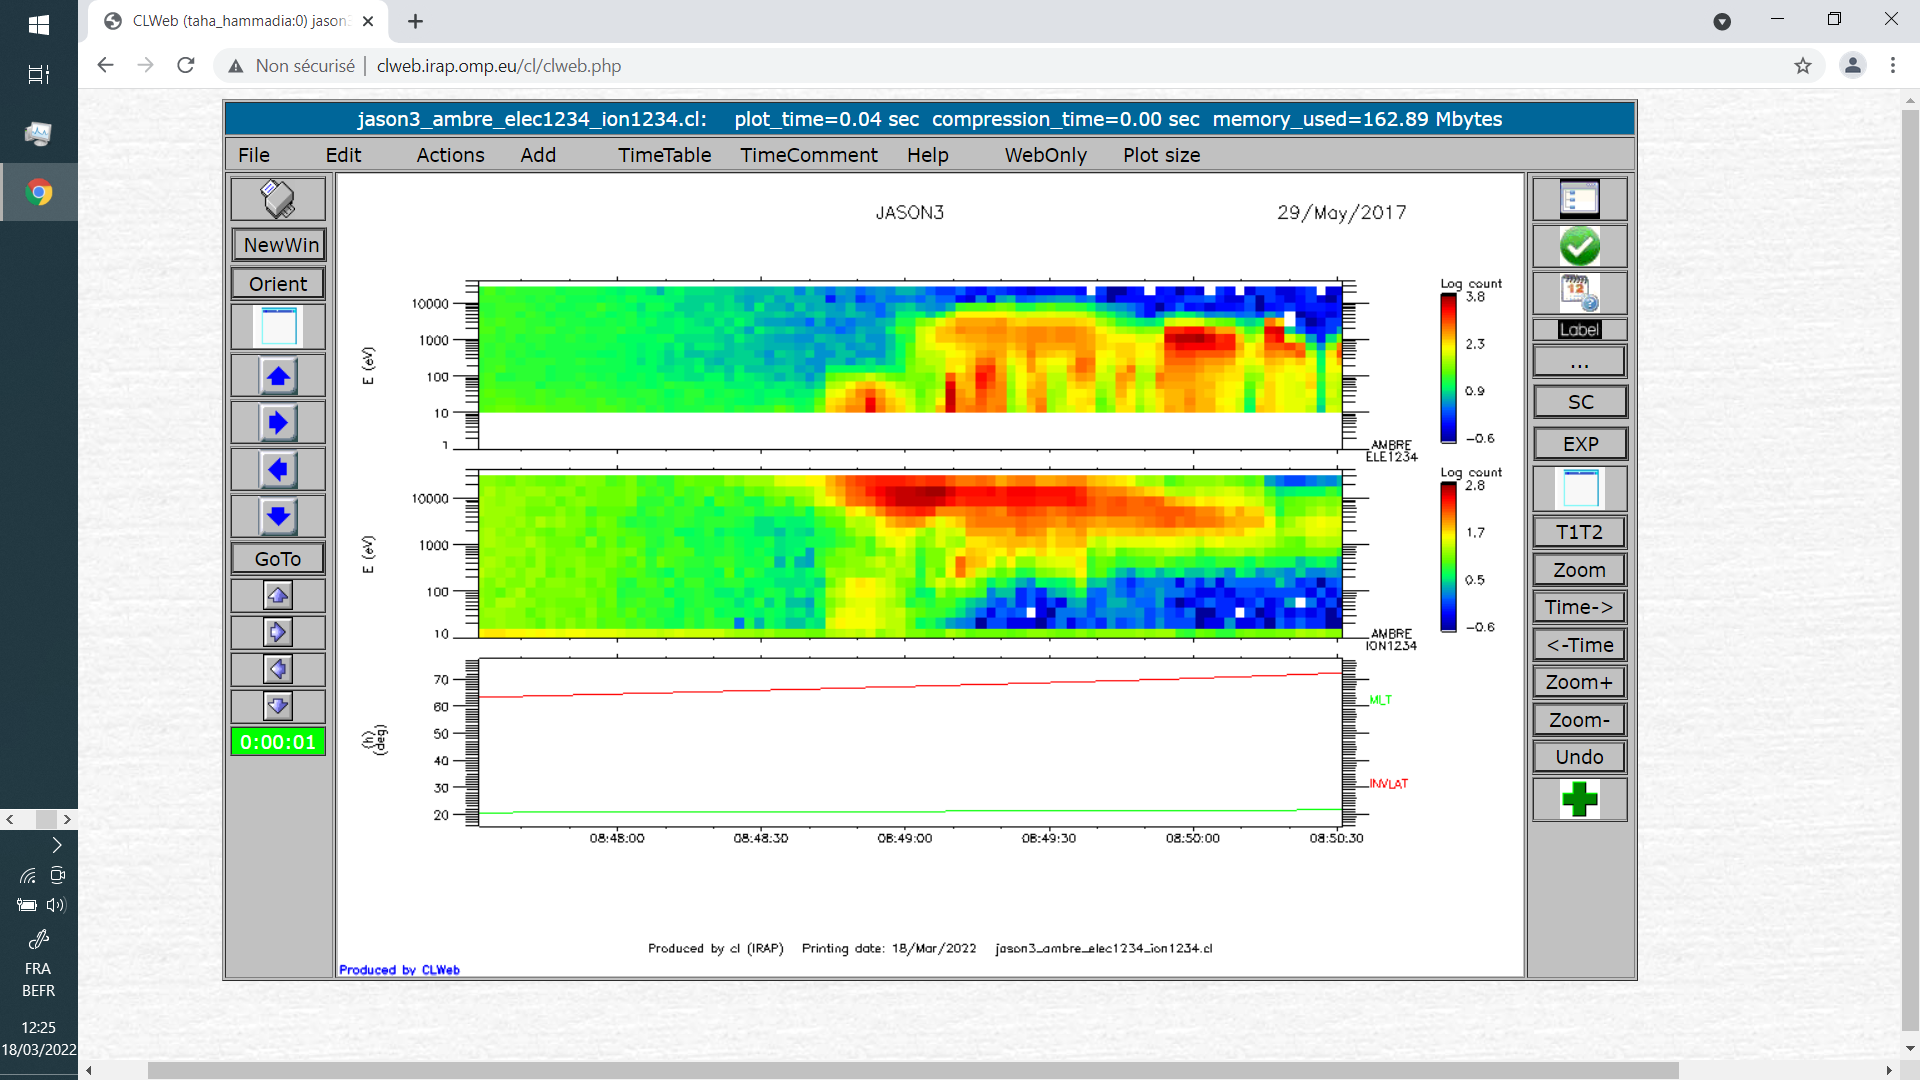 CLWeb (taha_hammadia:0) jason3
Non sécurisé | clweb.irap.omp.eu/cl/clweb.php
jason3_ambre_elec1234_ion1234.cl: plot_time=0.04 sec compression_time=0.00 sec memory_used=162.89 Mbytes
File Edit Actions Add TimeTable TimeComment Help WebOnly Plot size
NewWin
Orient
GoTo
0:00:01
JASON3 29/May/2017
E (eV)
10000
1000
100
10
1
Log count
3.8
2.3
0.9
-0.6
AMBRE
ELE1234
E (eV)
10000
1000
100
10
Log count
2.8
1.7
0.5
-0.6
AMBRE
ION1234
(h)
(deg)
70
60
50
40
30
20
MLT
INVLAT
08:48:00 08:48:30 08:49:00 08:49:30 08:50:00 08:50:30
Produced by cl (IRAP) Printing date: 18/Mar/2022 jason3_ambre_elec1234_ion1234.cl
Produced by CLWeb
12
Label
...
SC
EXP
T1T2
Zoom
Time->
<-Time
Zoom+
Zoom-
Undo
FRA
BEFR
12:25
18/03/2022